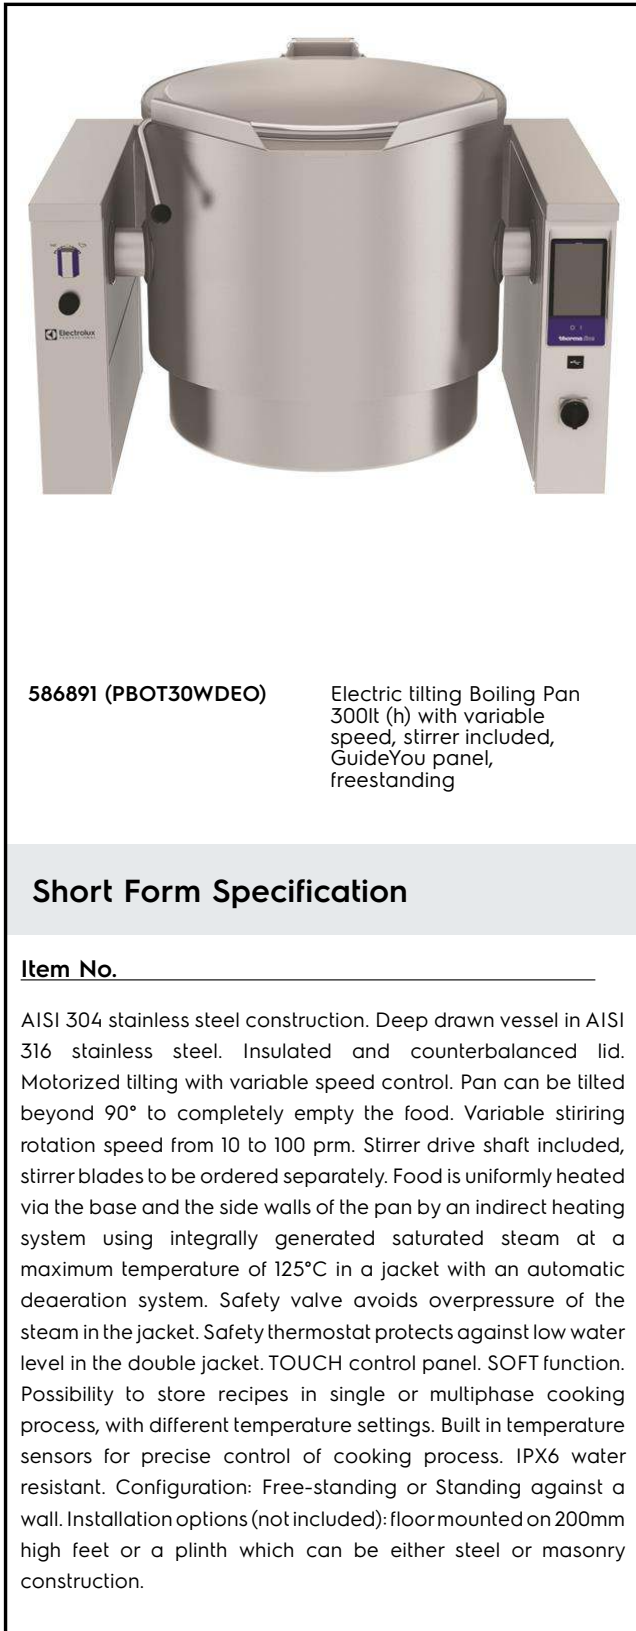 Electrolux
PROFESSIONAL
thermaline
586891 (PBOT30WDEO)
Electric tilting Boiling Pan
300lt (h) with variable
speed, stirrer included,
GuideYou panel,
freestanding
Short Form Specification
Item No.
AISI 304 stainless steel construction. Deep drawn vessel in AISI
316 stainless steel. Insulated and counterbalanced lid.
Motorized tilting with variable speed control. Pan can be tilted
beyond 90° to completely empty the food. Variable stiriring
rotation speed from 10 to 100 prm. Stirrer drive shaft included,
stirrer blades to be ordered separately. Food is uniformly heated
via the base and the side walls of the pan by an indirect heating
system using integrally generated saturated steam at a
maximum temperature of 125°C in a jacket with an automatic
deaeration system. Safety valve avoids overpressure of the
steam in the jacket. Safety thermostat protects against low water
level in the double jacket. TOUCH control panel. SOFT function.
Possibility to store recipes in single or multiphase cooking
process, with different temperature settings. Built in temperature
sensors for precise control of cooking process. IPX6 water
resistant. Configuration: Free-standing or Standing against a
wall. Installation options (not included): floor mounted on 200mm
high feet or a plinth which can be either steel or masonry
construction.